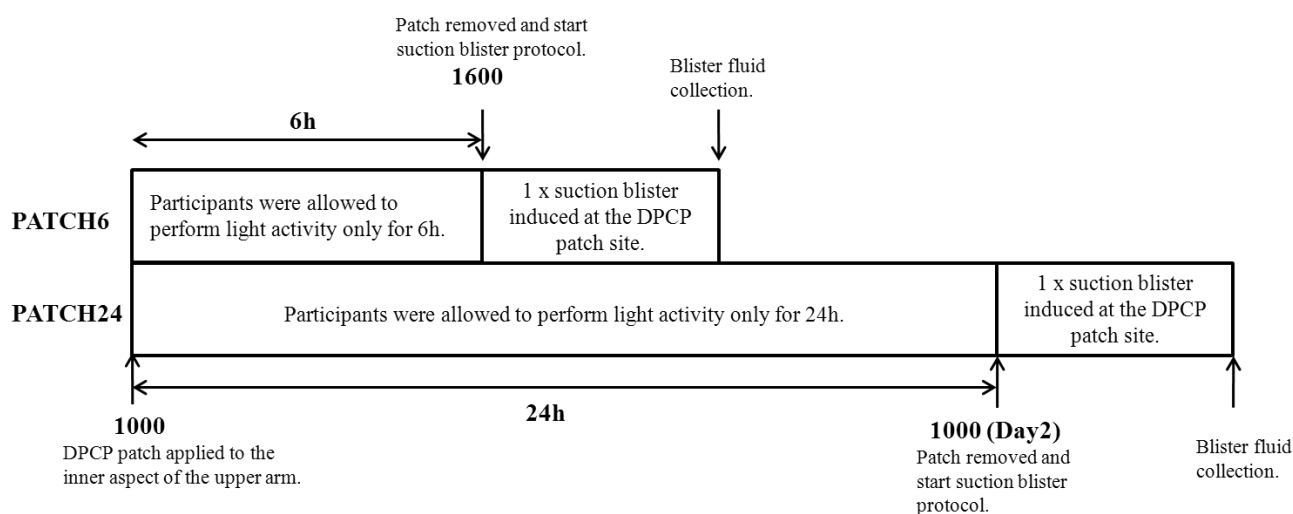 Patch removed and start
suction blister protocol.
1600
Blister fluid
collection.
6h
PATCH6
Participants were allowed to
perform light activity only for 6h.
1 x suction blister
induced at the DPCP
patch site.
PATCH24
Participants were allowed to perform light activity only for 24h.
1 x suction blister
induced at the DPCP
patch site.
24h
1000
DPCP patch applied to the
inner aspect of the upper arm.
1000 (Day2)
Patch removed and
start suction blister
protocol.
Blister fluid
collection.